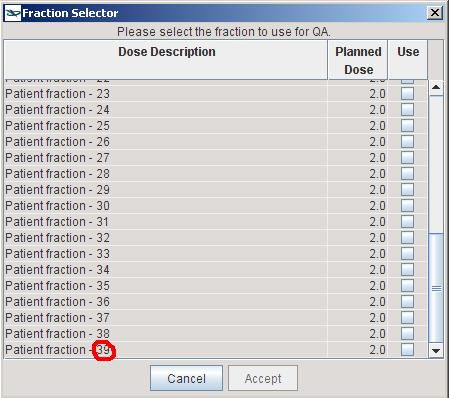 Fraction Selector
Please select the fraction to use for QA.
Dose Description Planned Dose Use
Patient fraction - 22 2.0
Patient fraction - 23 2.0
Patient fraction - 24 2.0
Patient fraction - 25 2.0
Patient fraction - 26 2.0
Patient fraction - 27 2.0
Patient fraction - 28 2.0
Patient fraction - 29 2.0
Patient fraction - 30 2.0
Patient fraction - 31 2.0
Patient fraction - 32 2.0
Patient fraction - 33 2.0
Patient fraction - 34 2.0
Patient fraction - 35 2.0
Patient fraction - 36 2.0
Patient fraction - 37 2.0
Patient fraction - 38 2.0
Patient fraction - 39 2.0
Cancel Accept